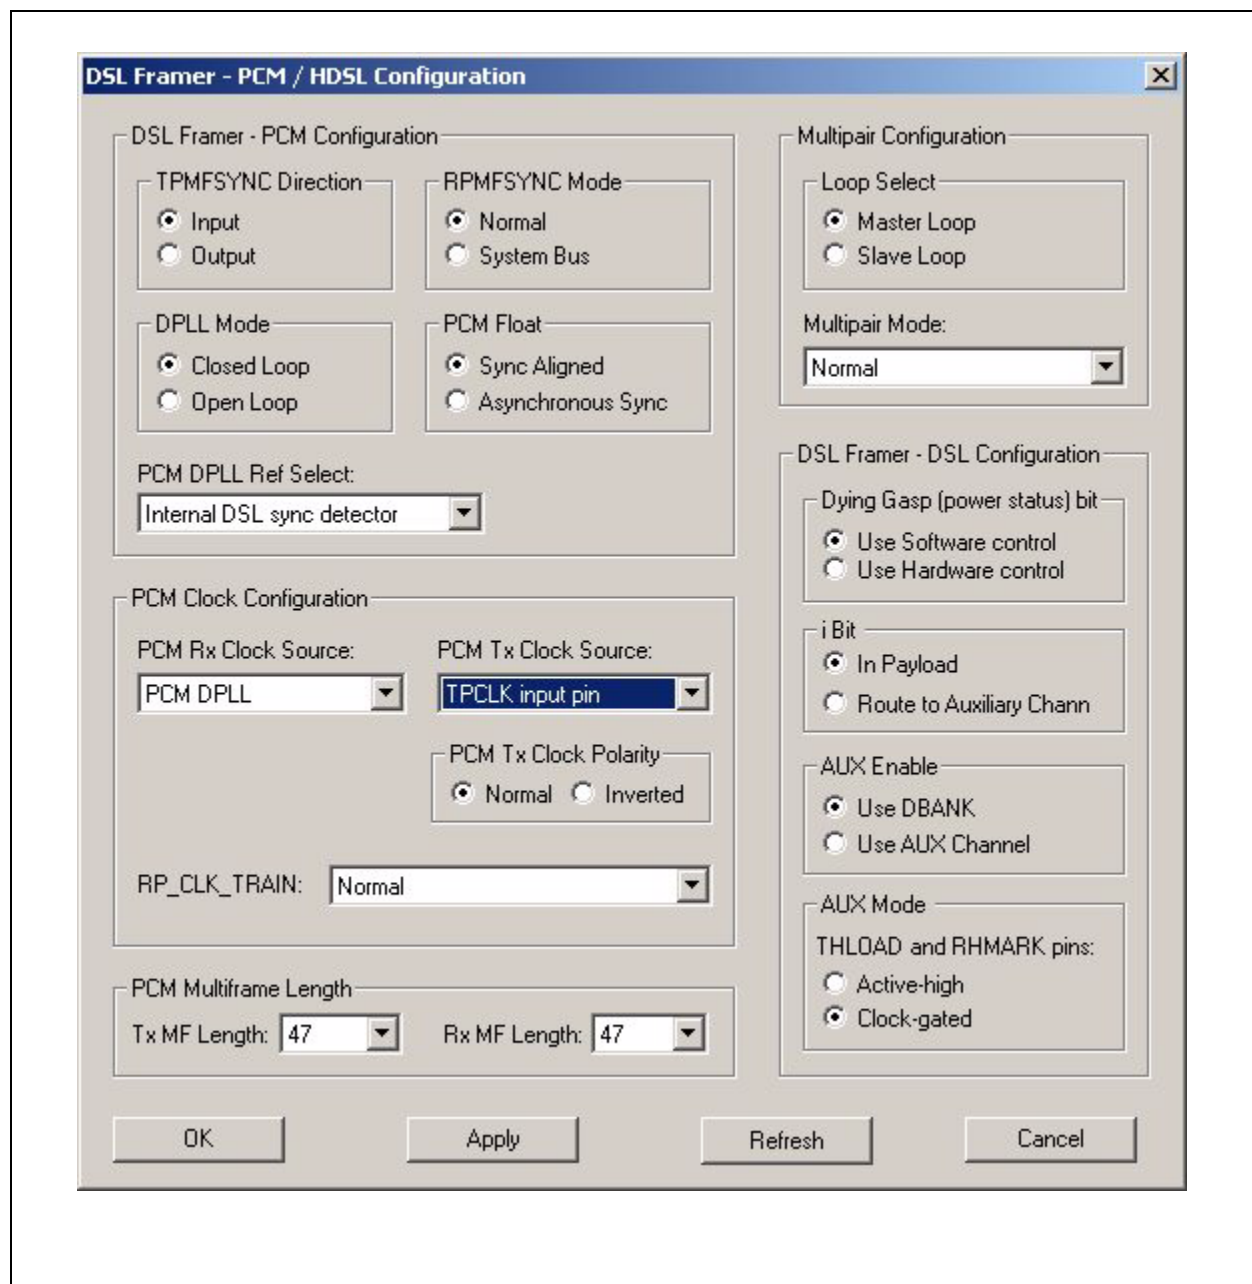 DSL Framer - PCM / HDSL Configuration
DSL Framer - PCM Configuration
TPMFSYNC Direction
Input
Output
RPMFSYNC Mode
Normal
System Bus
DPLL Mode
Closed Loop
Open Loop
PCM Float
Sync Aligned
Asynchronous Sync
PCM DPLL Ref Select:
Internal DSL sync detector
PCM Clock Configuration
PCM Rx Clock Source:
PCM DPLL
PCM Tx Clock Source:
TPCLK input pin
PCM Tx Clock Polarity
Normal Inverted
RP_CLK_TRAIN: Normal
PCM Multiframe Length
Tx MF Length: 47 Rx MF Length: 47
Multipair Configuration
Loop Select
Master Loop
Slave Loop
Multipair Mode:
Normal
DSL Framer - DSL Configuration
Dying Gasp (power status) bit
Use Software control
Use Hardware control
i Bit
In Payload
Route to Auxiliary Chann
AUX Enable
Use DBANK
Use AUX Channel
AUX Mode
THLOAD and RHMARK pins:
Active-high
Clock-gated
OK Apply Refresh Cancel